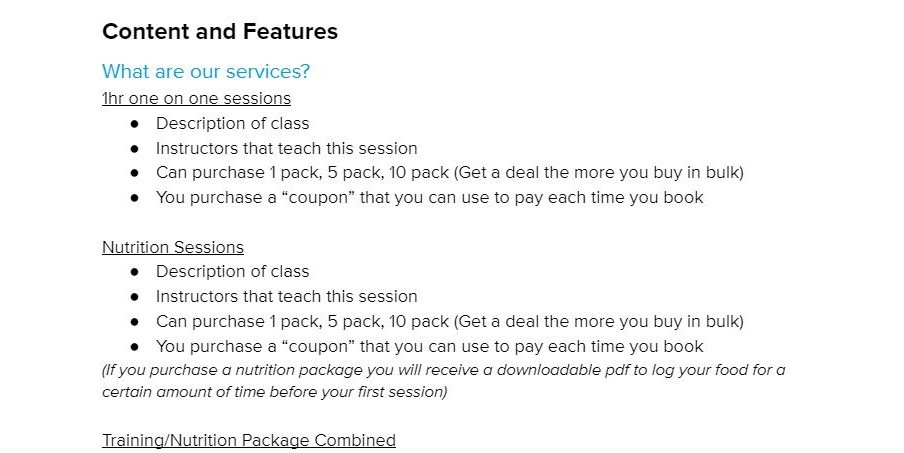 Content and Features
What are our services?
1hr one on one sessions
● Description of class
● Instructors that teach this session
● Can purchase 1 pack, 5 pack, 10 pack (Get a deal the more you buy in bulk)
● You purchase a “coupon” that you can use to pay each time you book
Nutrition Sessions
● Description of class
● Instructors that teach this session
● Can purchase 1 pack, 5 pack, 10 pack (Get a deal the more you buy in bulk)
● You purchase a “coupon” that you can use to pay each time you book
(If you purchase a nutrition package you will receive a downloadable pdf to log your food for a
certain amount of time before your first session)
Training/Nutrition Package Combined